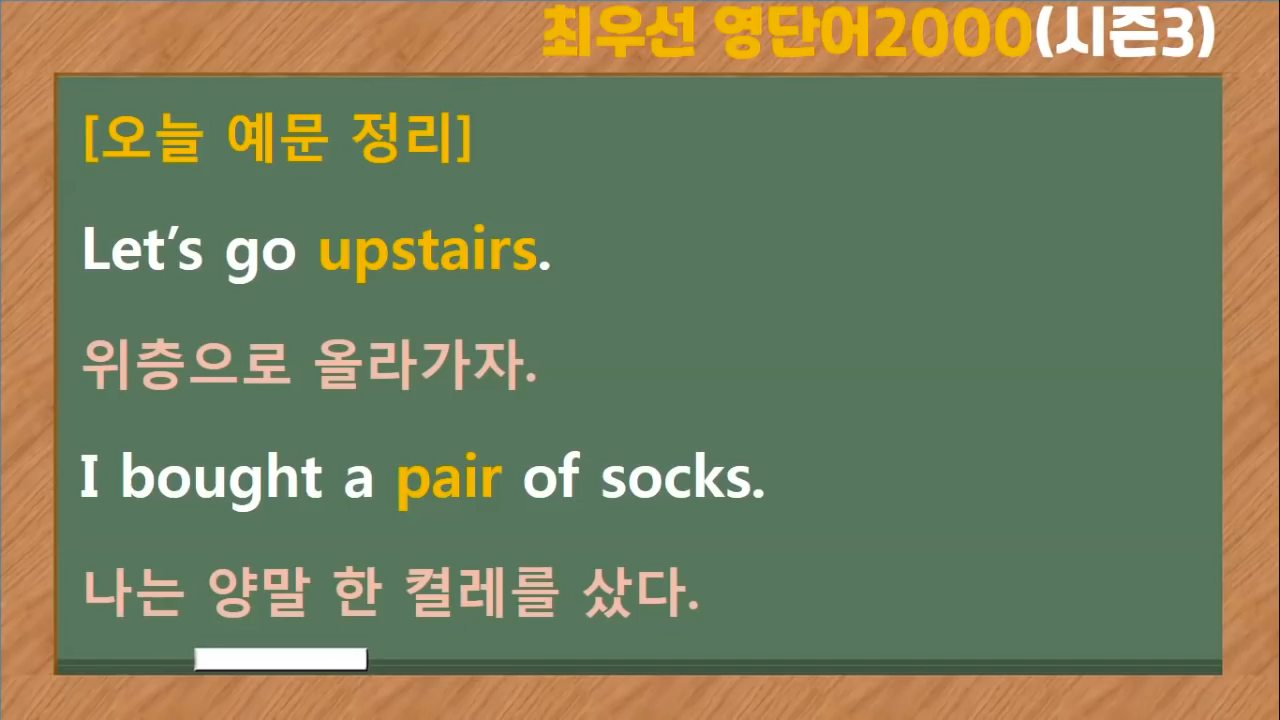 최우선 영단어2000(시즌3)
[오늘 예문 정리]
Let’s go upstairs.
위층으로 올라가자.
I bought a pair of socks.
나는 양말 한 켤레를 샀다.